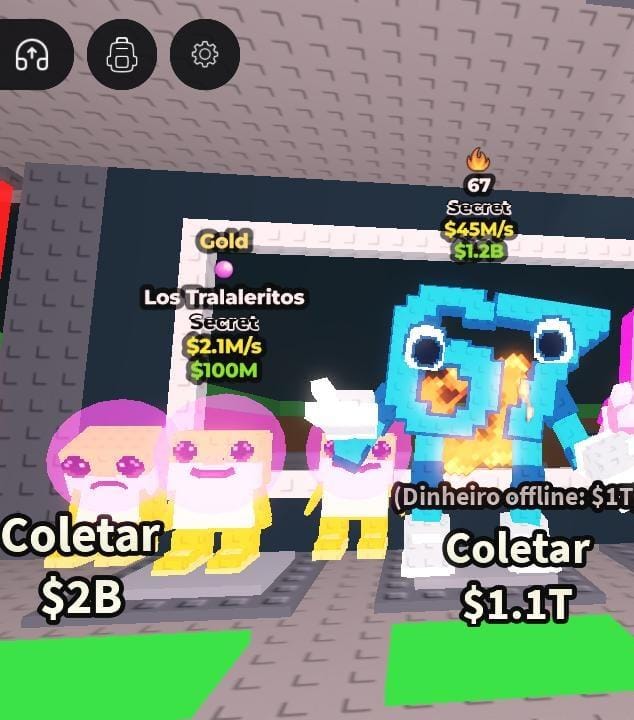 67
Secret
$45M/s
$1.2B
Gold
Los Tralaleritos
Secret
$2.1M/s
$100M
(Dinheiro offline: $1T
Coletar
$2B
Coletar
$1.1T